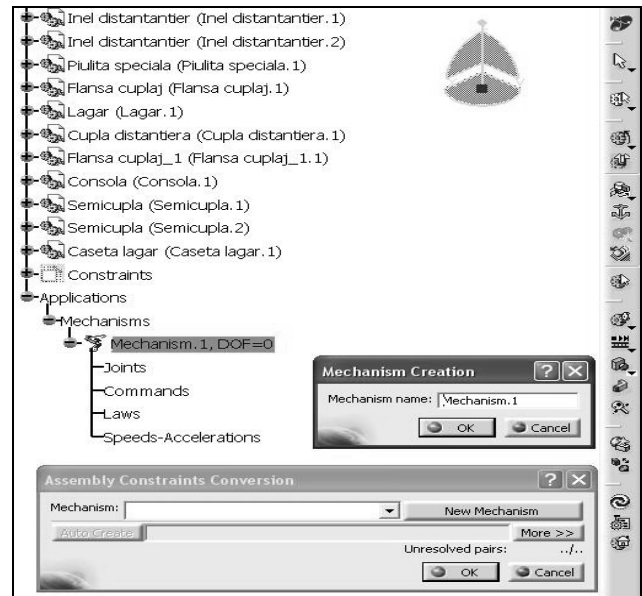 Inel distantantier (Inel distantantier.1)
Inel distantantier (Inel distantantier.2)
Piulita speciala (Piulita speciala.1)
Flansa cuplaj (Flansa cuplaj.1)
Lagar (Lagar.1)
Cupla distantiera (Cupla distantiera.1)
Flansa cuplaj_1 (Flansa cuplaj_1.1)
Consola (Consola.1)
Semicupla (Semicupla.1)
Semicupla (Semicupla.2)
Caseta lagar (Caseta lagar.1)
Constraints
Applications
Mechanisms
Mechanism.1, DOF=0
Joints
Commands
Laws
Speeds-Accelerations
Mechanism Creation
Mechanism name: Mechanism.1
OK Cancel
Assembly Constraints Conversion
Mechanism: New Mechanism
Auto Create More >>
Unresolved pairs: ../..
OK Cancel